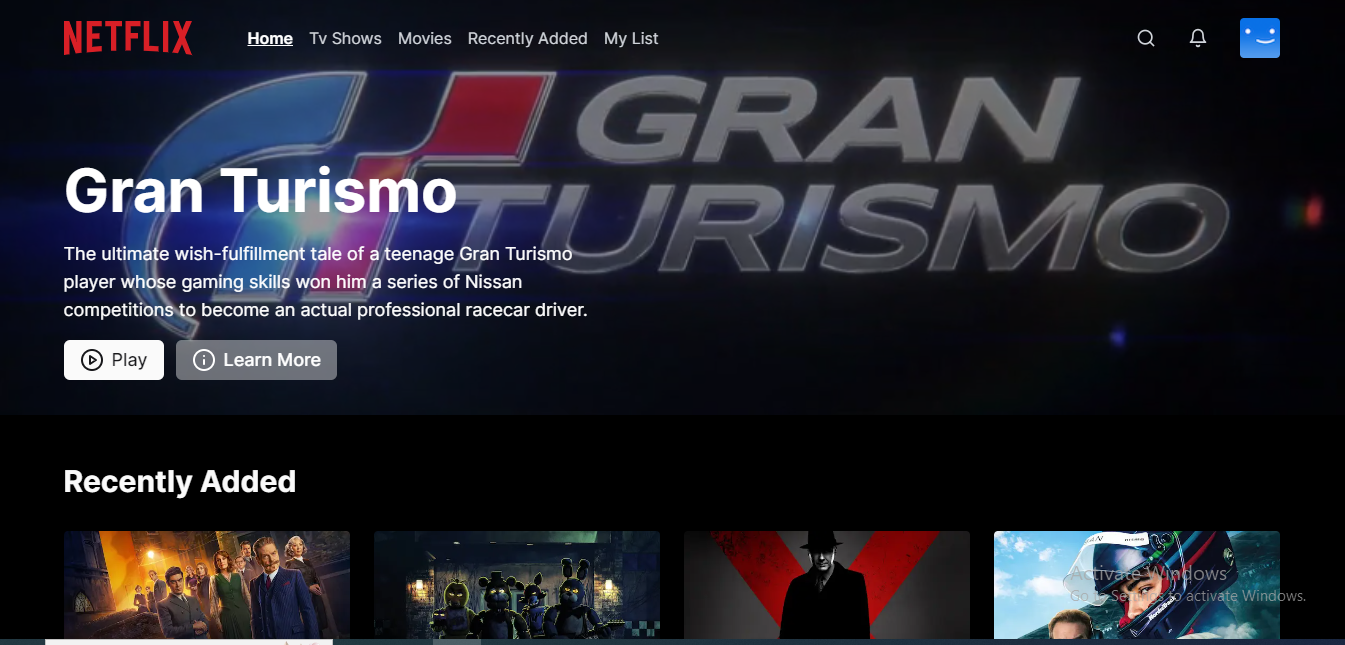 NETFLIX
Home
Tv Shows
Movies
Recently Added
My List
GRAN
TURISMO
Gran Turismo
The ultimate wish-fulfillment tale of a teenage Gran Turismo
player whose gaming skills won him a series of Nissan
competitions to become an actual professional racecar driver.
Play
Learn More
Recently Added
Activate Windows
Go to Settings to activate Windows.